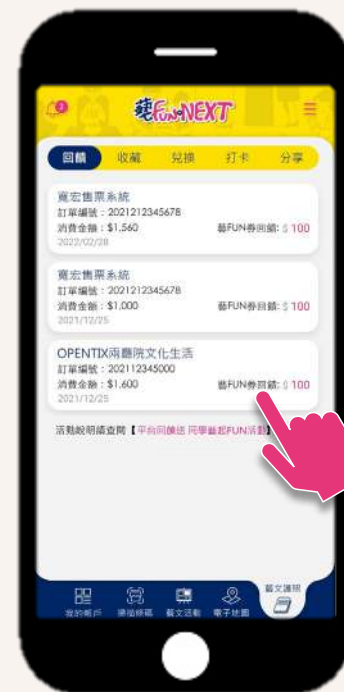 2
藝FUN NEXT
回饋 收藏 兌換 打卡 分享
寬宏售票系統
訂單編號：2021212345678
消費金額：$1,560 藝FUN券回饋: $ 100
2022/02/28
寬宏售票系統
訂單編號：2021212345678
消費金額：$1,000 藝FUN券回饋: $ 100
2021/12/25
OPENTIX兩廳院文化生活
訂單編號：202112345000
消費金額：$1,600 藝FUN券回饋: $ 100
2021/12/25
活動說明請查閱【平台回饋送 同學藝起FUN活動】
我的帳戶 掃描條碼 藝文活動 電子地圖 藝文護照